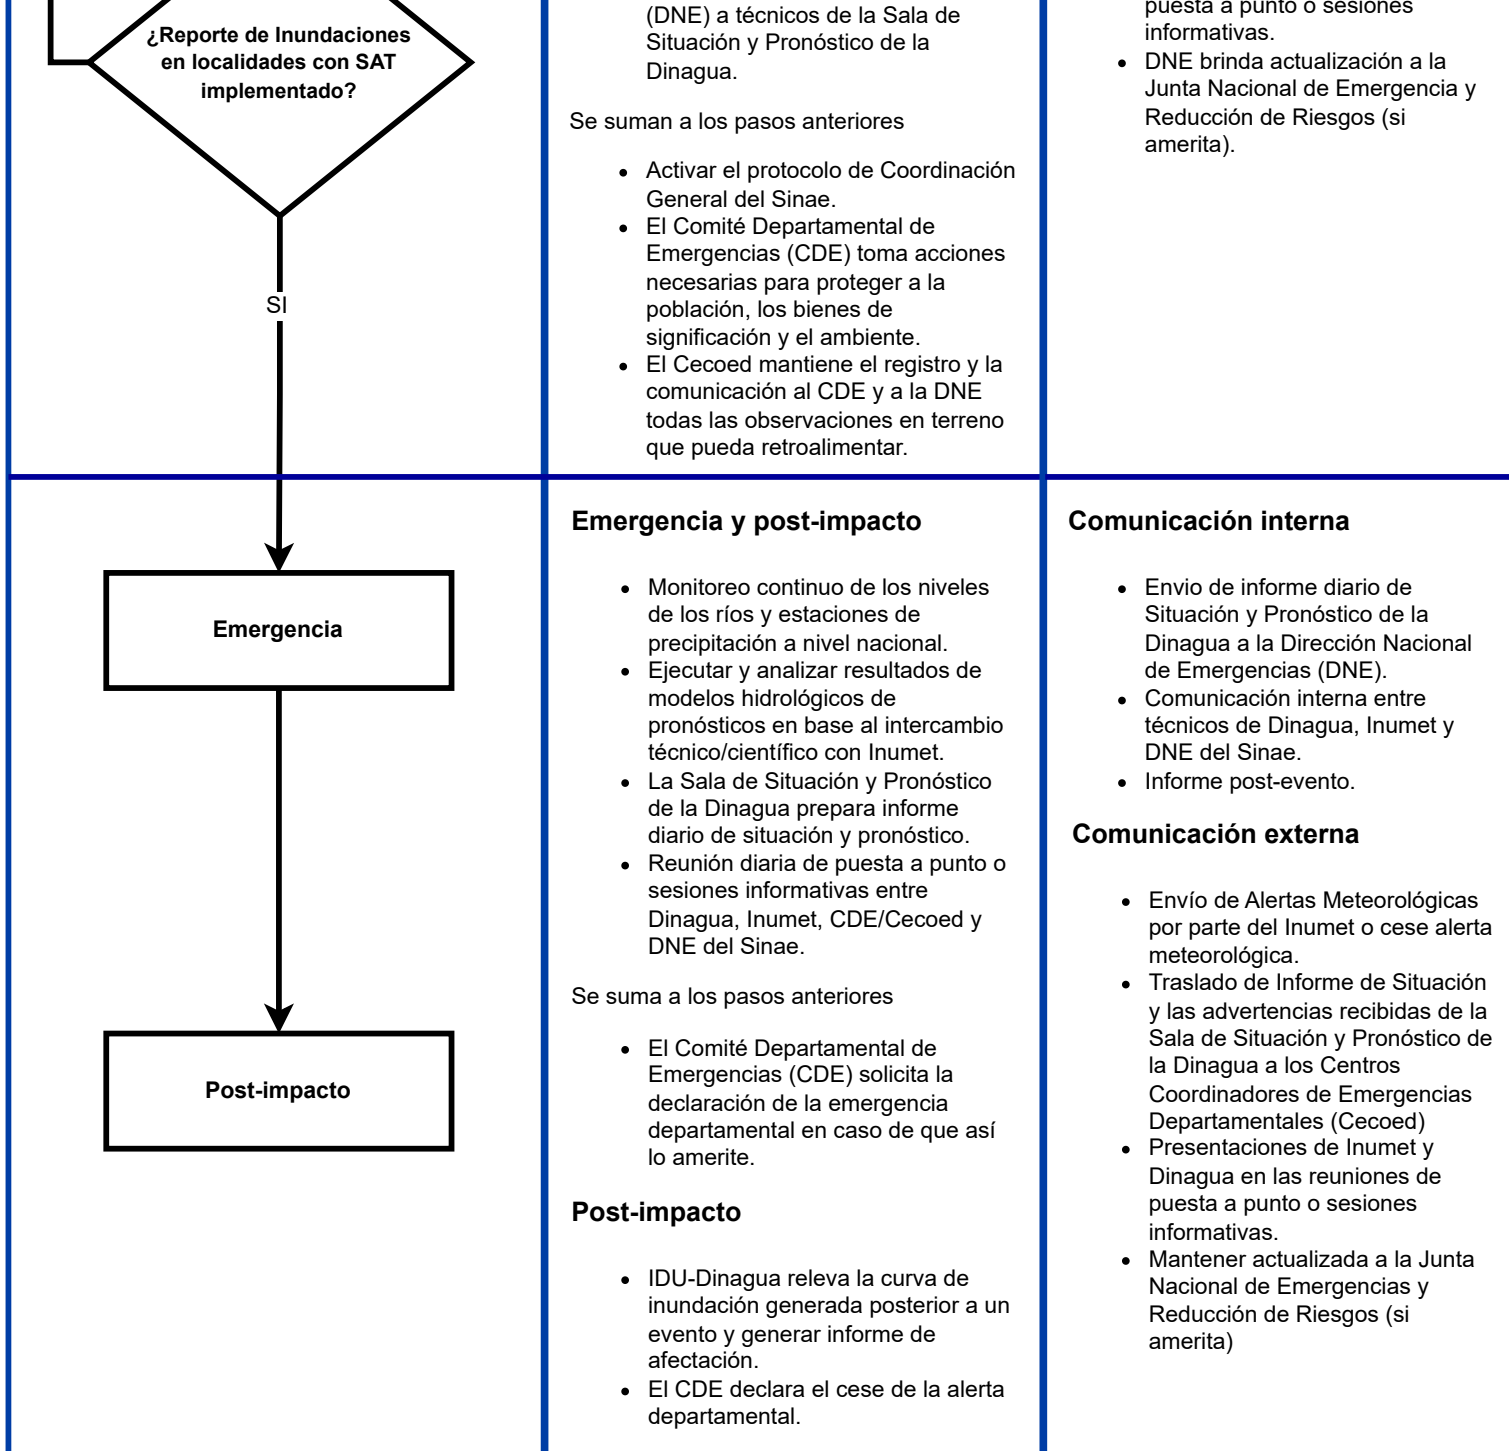 ¿Reporte de Inundaciones
en localidades con SAT
implementado?
SI
Emergencia
Post-impacto
(DNE) a técnicos de la Sala de
Situación y Pronóstico de la
Dinagua.
Se suman a los pasos anteriores
Activar el protocolo de Coordinación
General del Sinae.
El Comité Departamental de
Emergencias (CDE) toma acciones
necesarias para proteger a la
población, los bienes de
significación y el ambiente.
El Cecoed mantiene el registro y la
comunicación al CDE y a la DNE
todas las observaciones en terreno
que pueda retroalimentar.
puesta a punto o sesiones
informativas.
DNE brinda actualización a la
Junta Nacional de Emergencia y
Reducción de Riesgos (si
amerita).
Emergencia y post-impacto
Monitoreo continuo de los niveles
de los ríos y estaciones de
precipitación a nivel nacional.
Ejecutar y analizar resultados de
modelos hidrológicos de
pronósticos en base al intercambio
técnico/científico con Inumet.
La Sala de Situación y Pronóstico
de la Dinagua prepara informe
diario de situación y pronóstico.
Reunión diaria de puesta a punto o
sesiones informativas entre
Dinagua, Inumet, CDE/Cecoed y
DNE del Sinae.
Se suma a los pasos anteriores
El Comité Departamental de
Emergencias (CDE) solicita la
declaración de la emergencia
departamental en caso de que así
lo amerite.
Post-impacto
IDU-Dinagua releva la curva de
inundación generada posterior a un
evento y generar informe de
afectación.
El CDE declara el cese de la alerta
departamental.
Comunicación interna
Envio de informe diario de
Situación y Pronóstico de la
Dinagua a la Dirección Nacional
de Emergencias (DNE).
Comunicación interna entre
técnicos de Dinagua, Inumet y
DNE del Sinae.
Informe post-evento.
Comunicación externa
Envío de Alertas Meteorológicas
por parte del Inumet o cese alerta
meteorológica.
Traslado de Informe de Situación
y las advertencias recibidas de la
Sala de Situación y Pronóstico de
la Dinagua a los Centros
Coordinadores de Emergencias
Departamentales (Cecoed)
Presentaciones de Inumet y
Dinagua en las reuniones de
puesta a punto o sesiones
informativas.
Mantener actualizada a la Junta
Nacional de Emergencias y
Reducción de Riesgos (si
amerita)